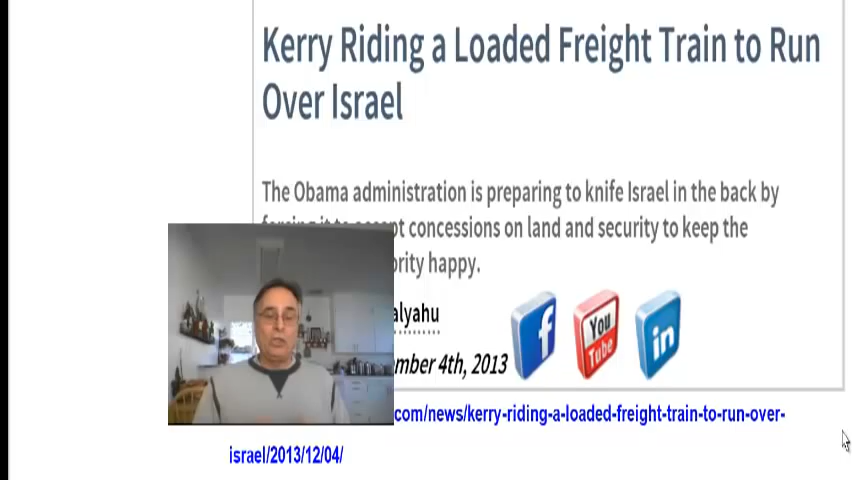 Kerry Riding a Loaded Freight Train to Run
Over Israel
The Obama administration is preparing to knife Israel in the back by
concessions on land and security to keep the
happy.
alyahu
mber 4th, 2013
f
You
Tube
in
com/news/kerry-riding-a-loaded-freight-train-to-run-over-
israel/2013/12/04/